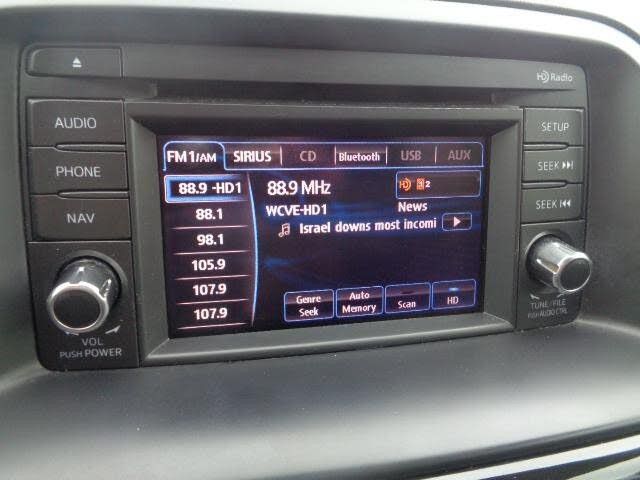 HD Radio
AUDIO
PHONE
NAV
VOL
PUSH POWER
SETUP
SEEK
SEEK
TUNE/FILE
PUSH AUDIO CTRL
FM1/AM SIRIUS CD Bluetooth USB AUX
88.9 -HD1
88.1
98.1
105.9
107.9
107.9
88.9 MHz
HD 2
WCVE-HD1 News
Israel downs most incomi
Genre Seek
Auto Memory
Scan
HD